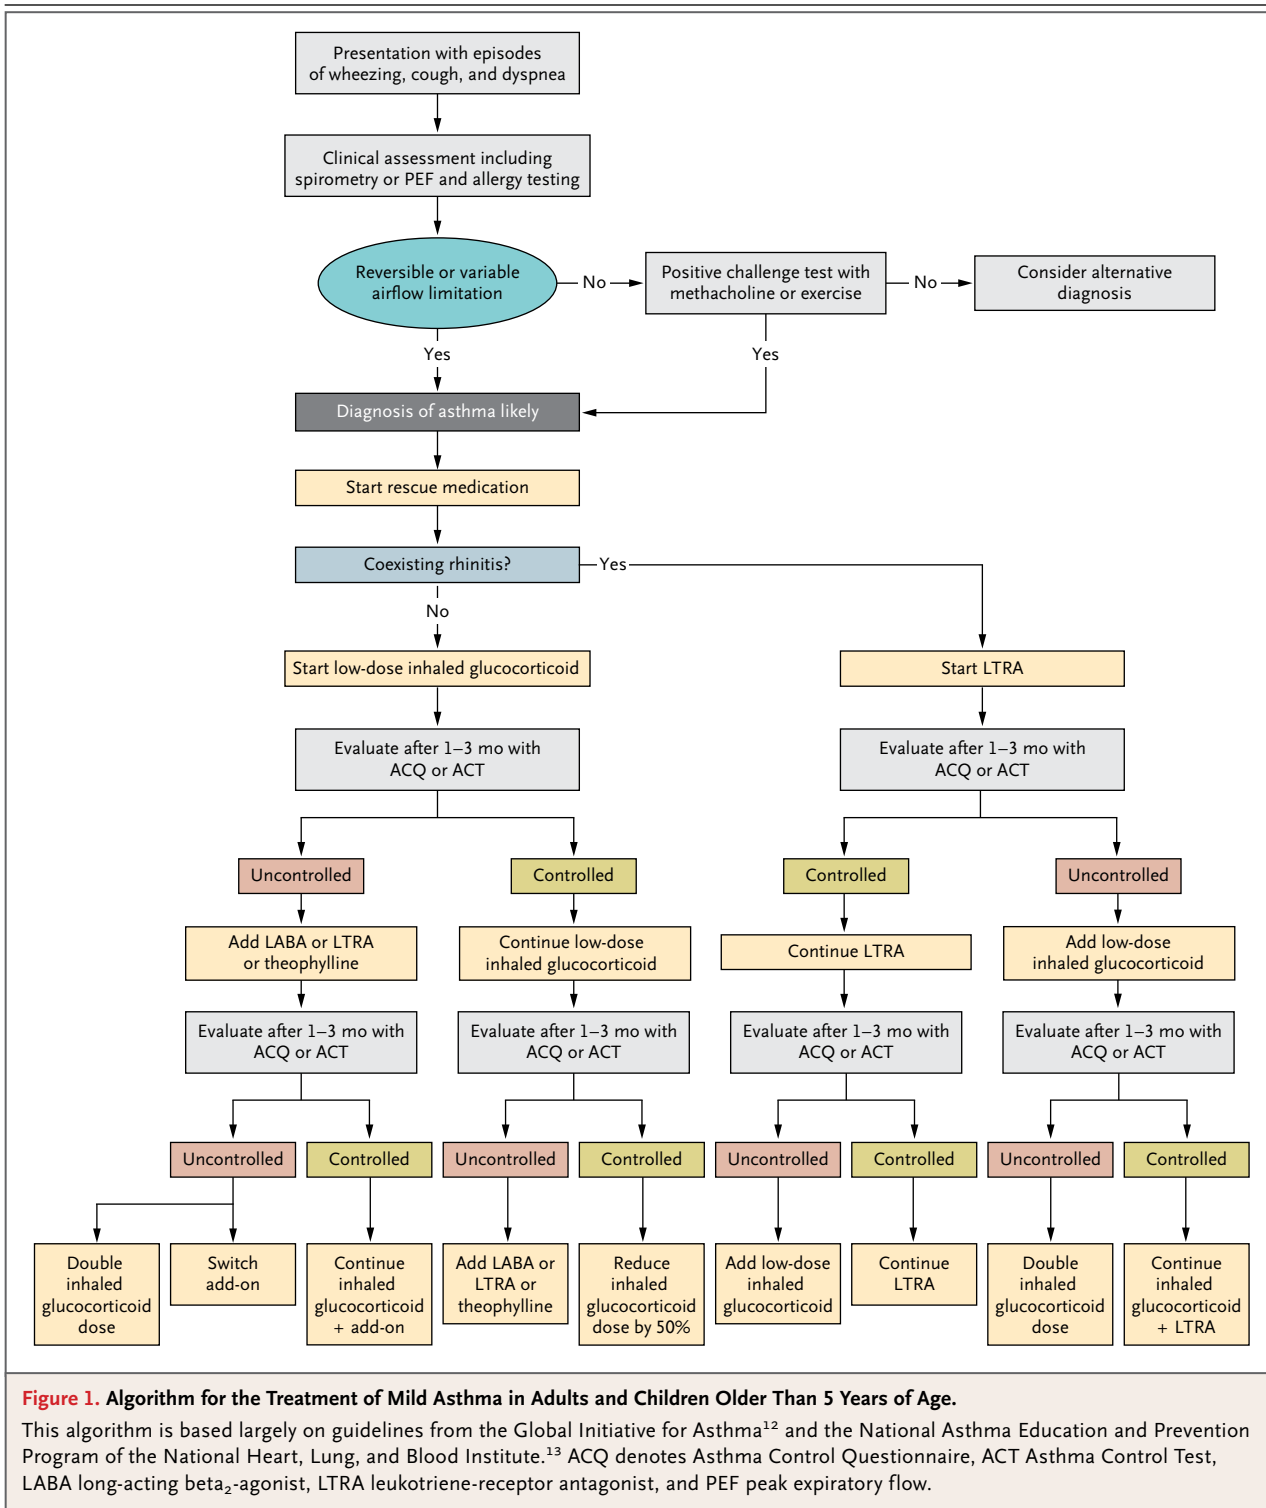 Presentation with episodes
of wheezing, cough, and dyspnea
Clinical assessment including
spirometry or PEF and allergy testing
Reversible or variable
airflow limitation
No
Positive challenge test with
methacholine or exercise
No
Consider alternative
diagnosis
Yes
Yes
Diagnosis of asthma likely
Start rescue medication
Coexisting rhinitis?
Yes
No
Start low-dose inhaled glucocorticoid
Start LTRA
Evaluate after 1–3 mo with
ACQ or ACT
Evaluate after 1–3 mo with
ACQ or ACT
Uncontrolled
Controlled
Controlled
Uncontrolled
Add LABA or LTRA
or theophylline
Continue low-dose
inhaled glucocorticoid
Continue LTRA
Add low-dose
inhaled glucocorticoid
Evaluate after 1–3 mo with
ACQ or ACT
Evaluate after 1–3 mo with
ACQ or ACT
Evaluate after 1–3 mo with
ACQ or ACT
Evaluate after 1–3 mo with
ACQ or ACT
Uncontrolled
Controlled
Uncontrolled
Controlled
Uncontrolled
Controlled
Uncontrolled
Controlled
Double
inhaled
glucocorticoid
dose
Switch
add-on
Continue
inhaled
glucocorticoid
+ add-on
Add LABA or
LTRA or
theophylline
Reduce
inhaled
glucocorticoid
dose by 50%
Add low-dose
inhaled
glucocorticoid
Continue
LTRA
Double
inhaled
glucocorticoid
dose
Continue
inhaled
glucocorticoid
+ LTRA
Figure 1. Algorithm for the Treatment of Mild Asthma in Adults and Children Older Than 5 Years of Age.
This algorithm is based largely on guidelines from the Global Initiative for Asthma¹² and the National Asthma Education and Prevention
Program of the National Heart, Lung, and Blood Institute.¹³ ACQ denotes Asthma Control Questionnaire, ACT Asthma Control Test,
LABA long-acting beta₂-agonist, LTRA leukotriene-receptor antagonist, and PEF peak expiratory flow.